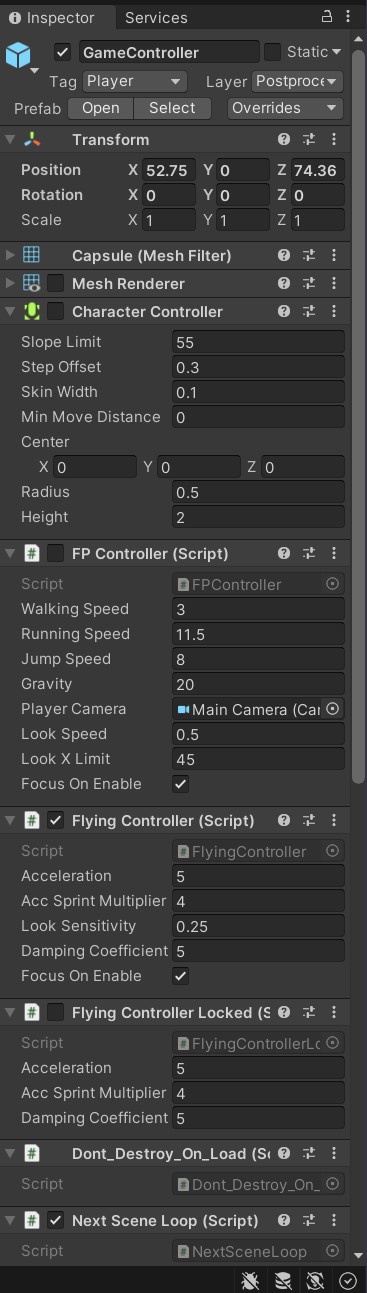 Inspector Services
GameController Static
Tag Player Layer Postproce
Prefab Open Select Overrides
Transform
Position X 52.75 Y 0 Z 74.36
Rotation X 0 Y 0 Z 0
Scale X 1 Y 1 Z 1
Capsule (Mesh Filter)
Mesh Renderer
Character Controller
Slope Limit 55
Step Offset 0.3
Skin Width 0.1
Min Move Distance 0
Center
X 0 Y 0 Z 0
Radius 0.5
Height 2
# FP Controller (Script)
Script FPController
Walking Speed 3
Running Speed 11.5
Jump Speed 8
Gravity 20
Player Camera Main Camera (Car
Look Speed 0.5
Look X Limit 45
Focus On Enable
# Flying Controller (Script)
Script FlyingController
Acceleration 5
Acc Sprint Multiplier 4
Look Sensitivity 0.25
Damping Coefficient 5
Focus On Enable
# Flying Controller Locked (S
Script FlyingControllerLo
Acceleration 5
Acc Sprint Multiplier 4
Damping Coefficient 5
# Dont_Destroy_On_Load (Sc
Script Dont_Destroy_On_
# Next Scene Loop (Script)
Script NextSceneLoop